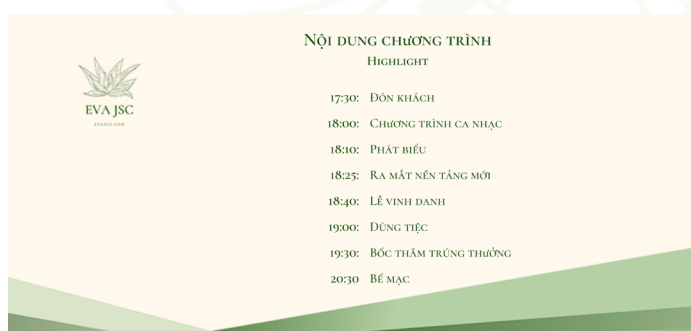 Nội dung chương trình
Highlight
EVA JSC
17:30: Đón khách
18:00: Chương trình ca nhạc
18:10: Phát biểu
18:25: Ra mắt nền tảng mới
18:40: Lễ vinh danh
19:00: Dùng tiệc
19:30: Bốc thăm trúng thưởng
20:30 Bế mạc